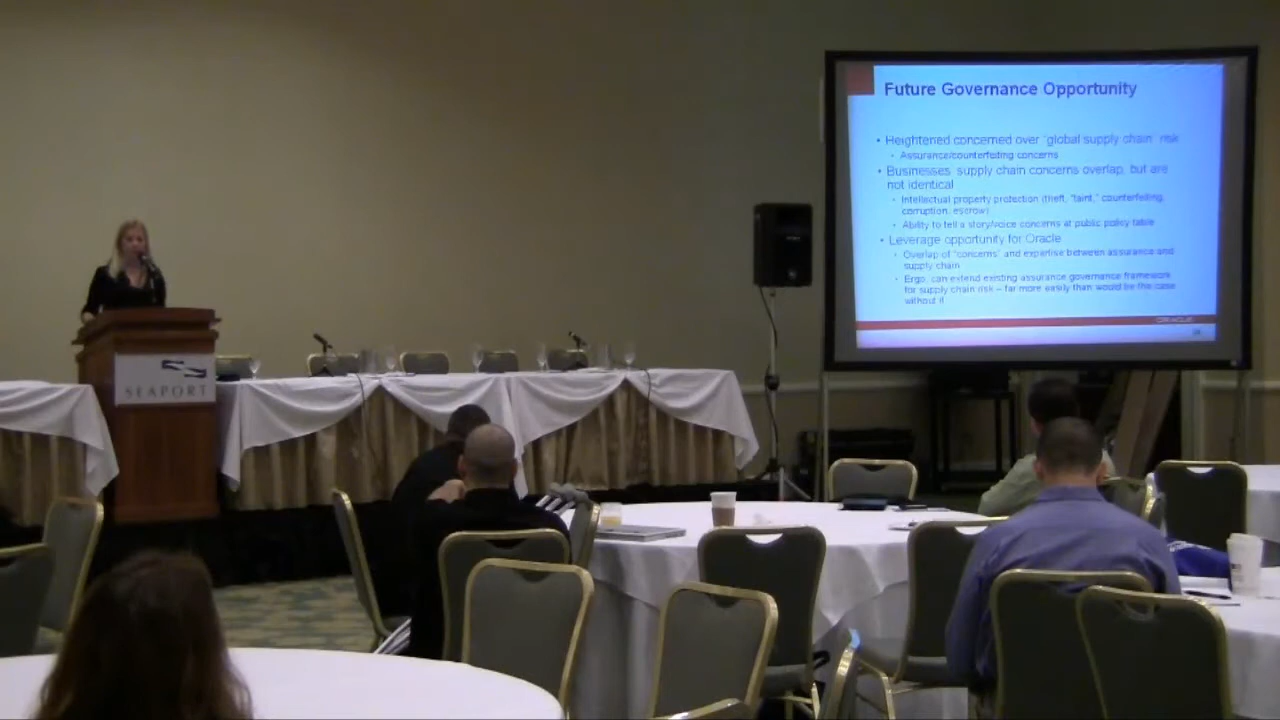 Future Governance Opportunity
• Heightened concerned over "global supply chain" risk
• Assurance/counterfeiting concerns
• Businesses' supply chain concerns overlap, but are
not identical
• Intellectual property protection (theft, "taint," counterfeiting,
corruption, escrow)
• Ability to tell a story/voice concerns at public policy table
• Leverage opportunity for Oracle
• Overlap of "concerns" and expertise between assurance and
supply chain
• Ergo, can extend existing assurance governance framework
for supply chain risk – far more easily than would be the case
without it
ORACLE
SEAPORT